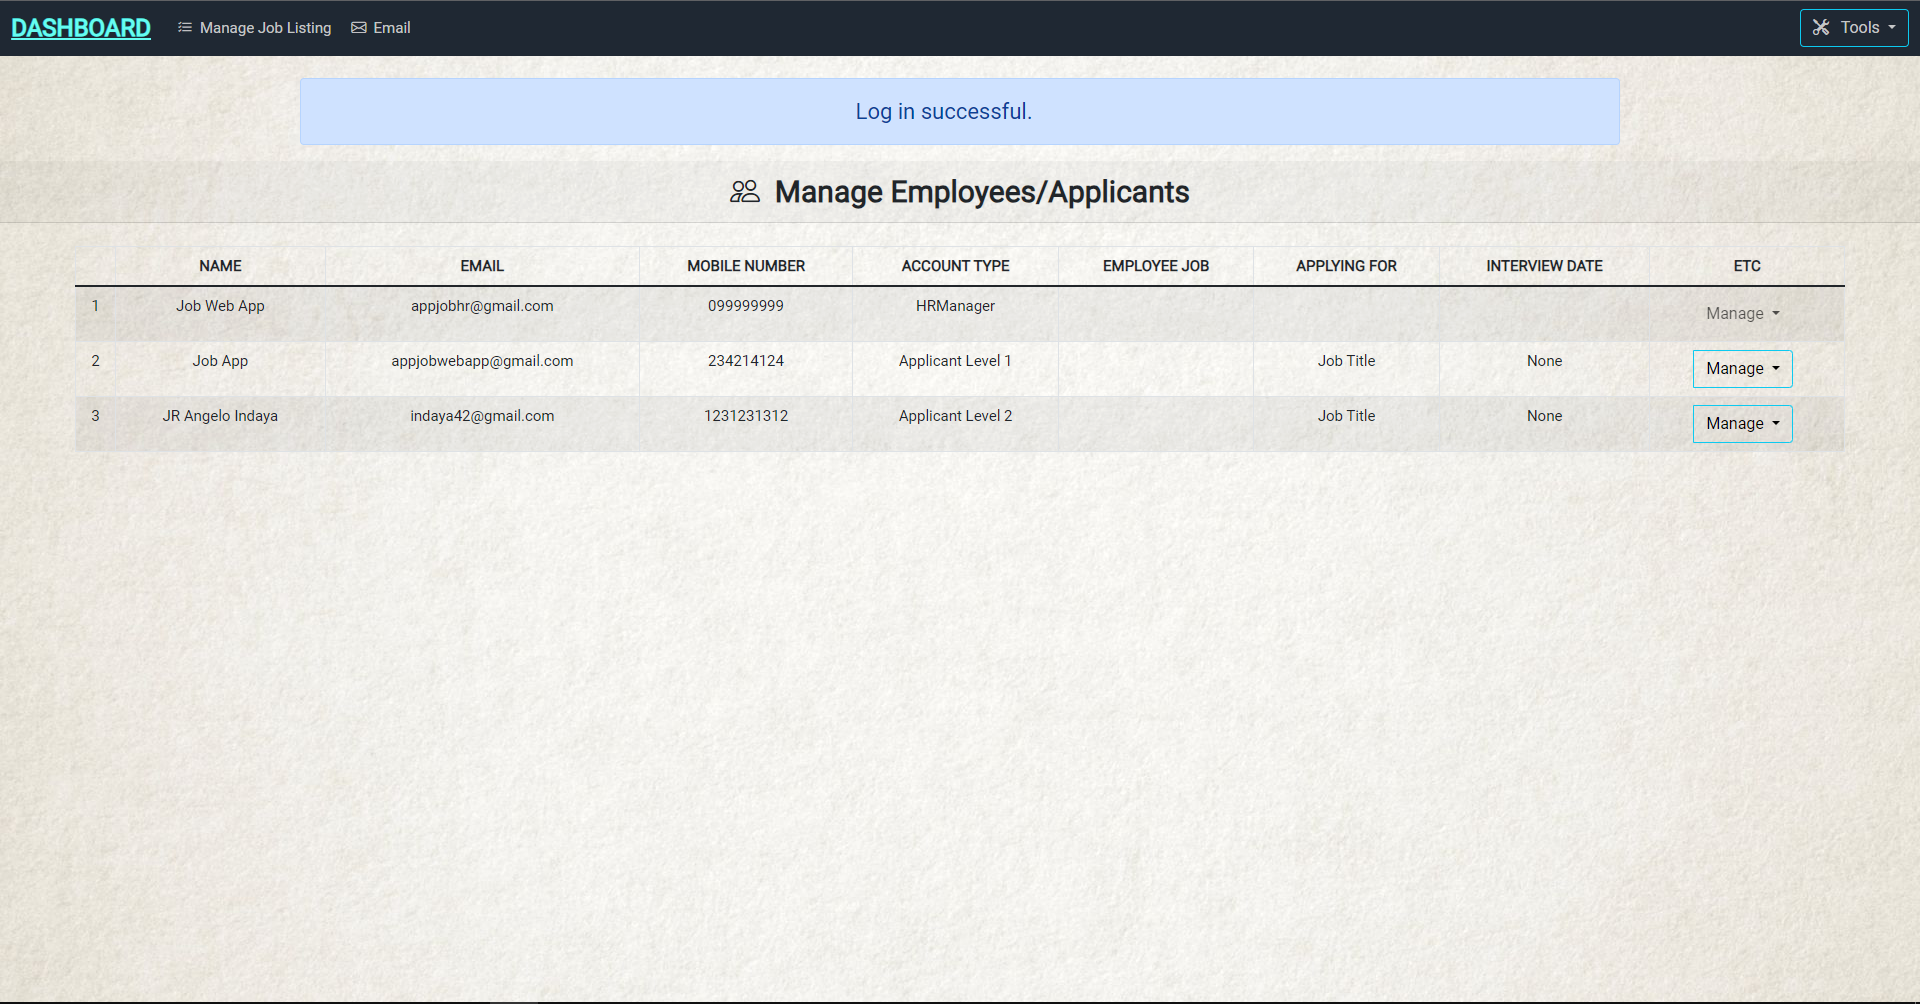 DASHBOARD Manage Job Listing Email Tools
Log in successful.
Manage Employees/Applicants
NAME EMAIL MOBILE NUMBER ACCOUNT TYPE EMPLOYEE JOB APPLYING FOR INTERVIEW DATE ETC
1 Job Web App appjobhr@gmail.com 099999999 HRManager Manage
2 Job App appjobwebapp@gmail.com 234214124 Applicant Level 1 Job Title None Manage
3 JR Angelo Indaya indaya42@gmail.com 1231231312 Applicant Level 2 Job Title None Manage